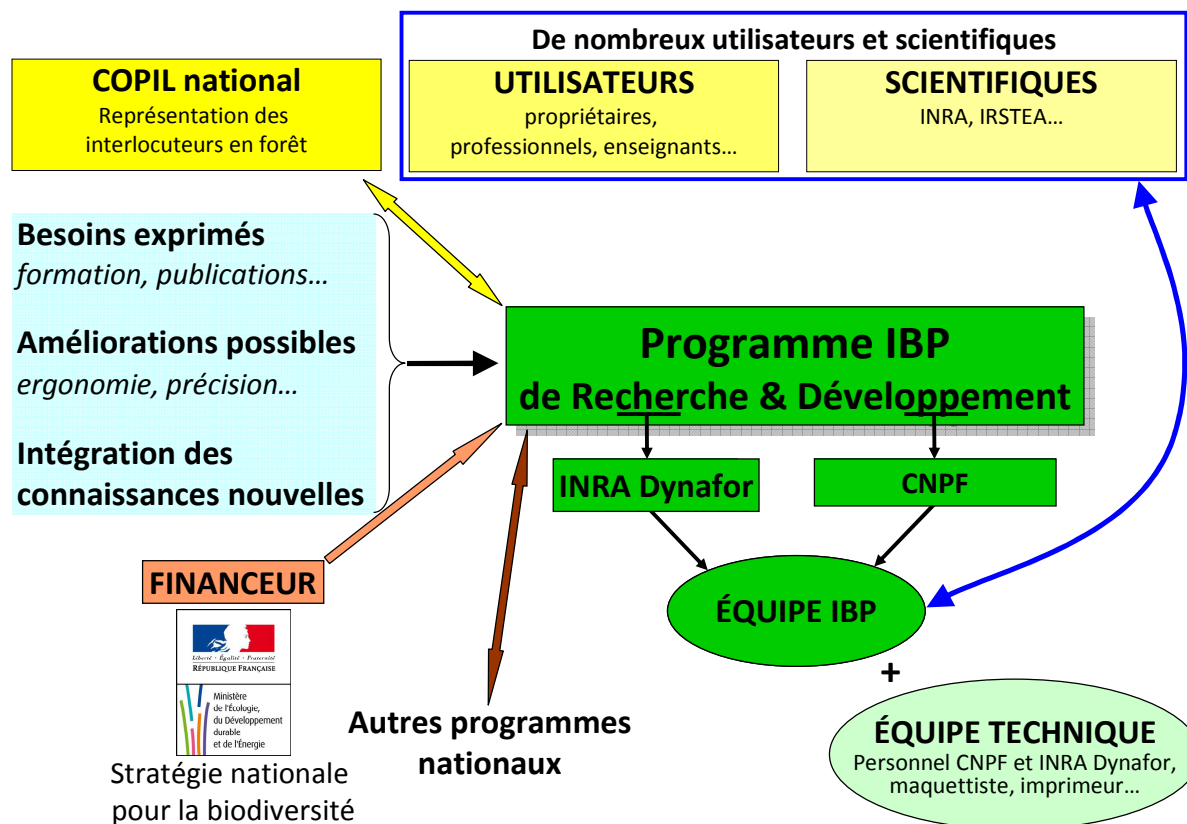 De nombreux utilisateurs et scientifiques
COPIL national
Représentation des
interlocuteurs en forêt
UTILISATEURS
propriétaires,
professionnels, enseignants…
SCIENTIFIQUES
INRA, IRSTEA…
Besoins exprimés
formation, publications…
Améliorations possibles
ergonomie, précision…
Intégration des
connaissances nouvelles
Programme IBP
de Recherche & Développement
INRA Dynafor
CNPF
ÉQUIPE IBP
+
ÉQUIPE TECHNIQUE
Personnel CNPF et INRA Dynafor,
maquettiste, imprimeur…
FINANCEUR
Liberté • Égalité • Fraternité
RÉPUBLIQUE FRANÇAISE
Ministère
de l'Écologie,
du Développement
durable
et de l'Énergie
Stratégie nationale
pour la biodiversité
Autres programmes
nationaux